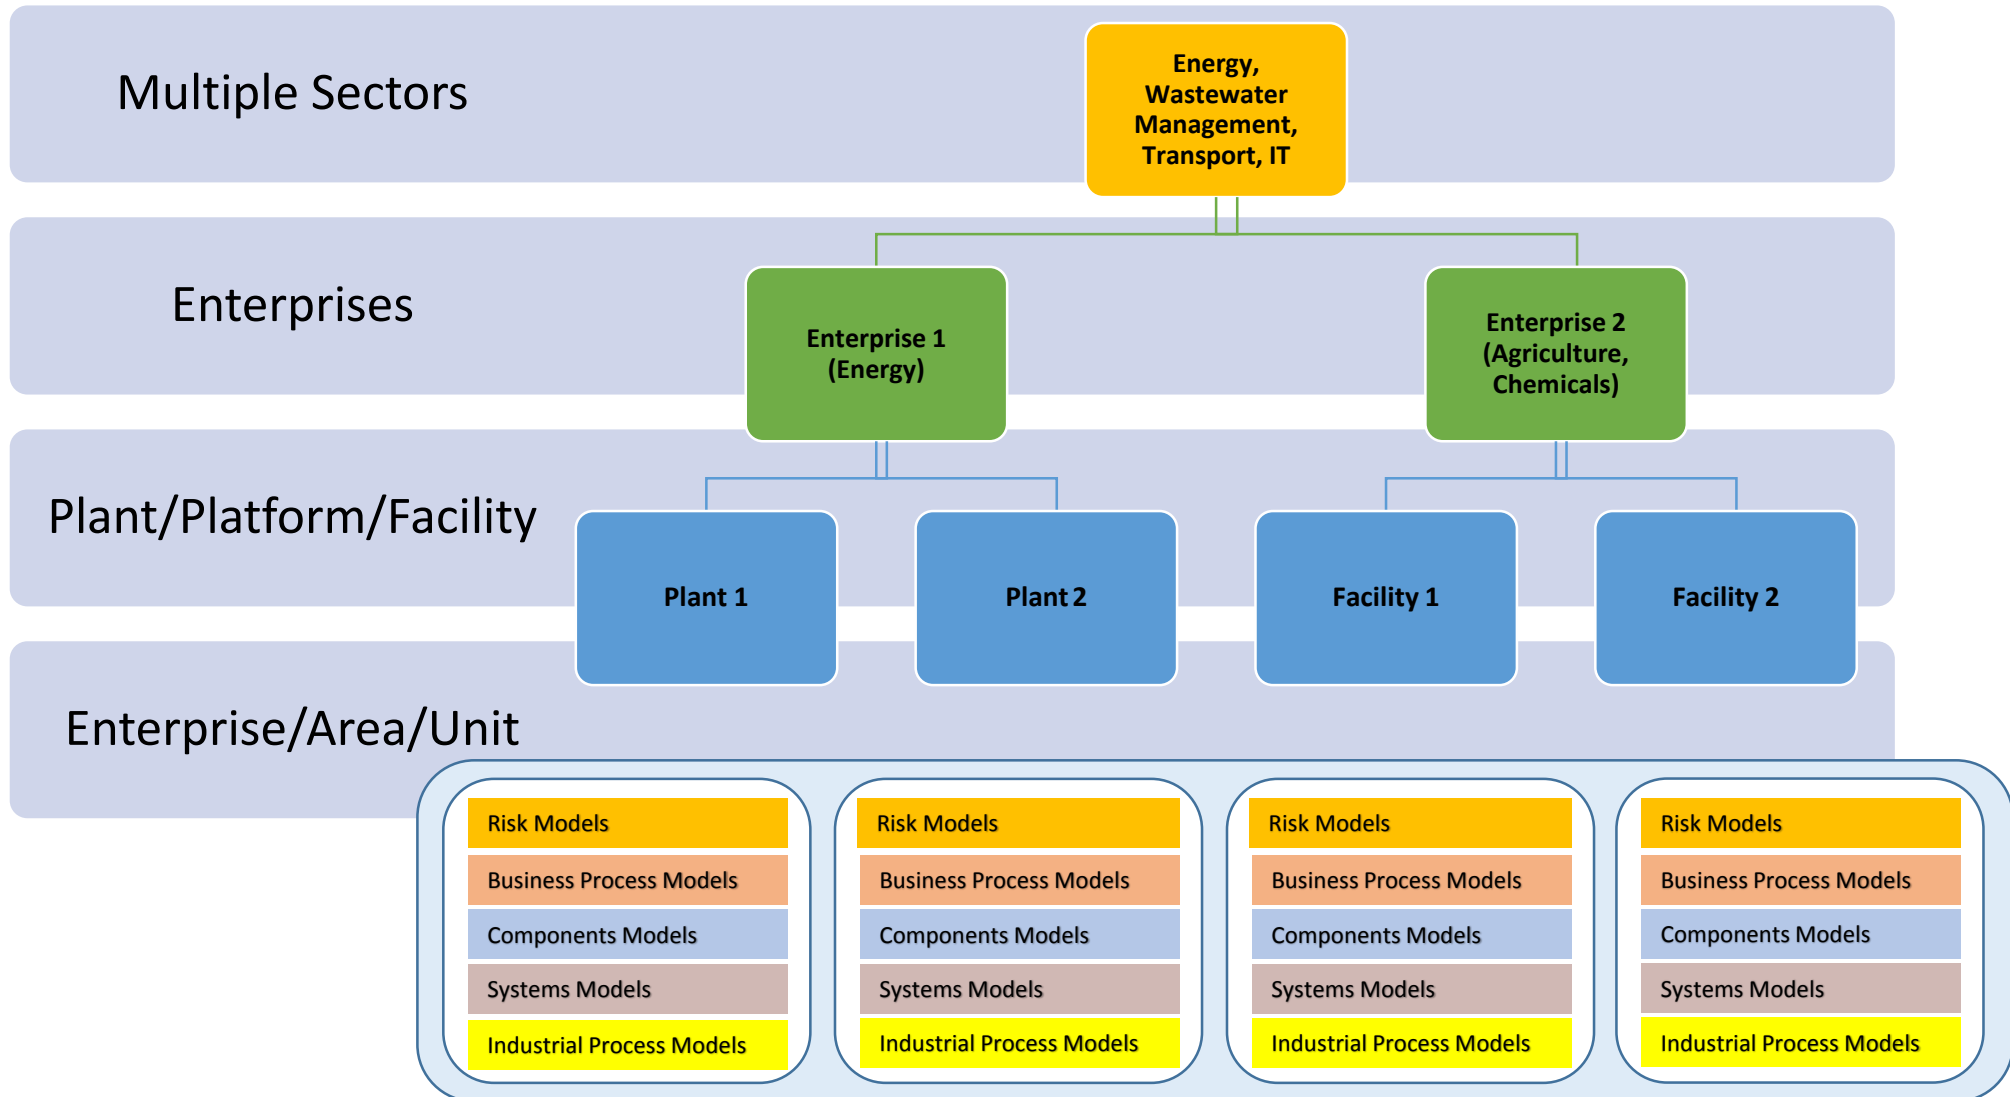 Multiple Sectors
Energy,
Wastewater
Management,
Transport, IT
Enterprises
Enterprise 1
(Energy)
Enterprise 2
(Agriculture,
Chemicals)
Plant/Platform/Facility
Plant 1
Plant 2
Facility 1
Facility 2
Enterprise/Area/Unit
Risk Models
Business Process Models
Components Models
Systems Models
Industrial Process Models
Risk Models
Business Process Models
Components Models
Systems Models
Industrial Process Models
Risk Models
Business Process Models
Components Models
Systems Models
Industrial Process Models
Risk Models
Business Process Models
Components Models
Systems Models
Industrial Process Models